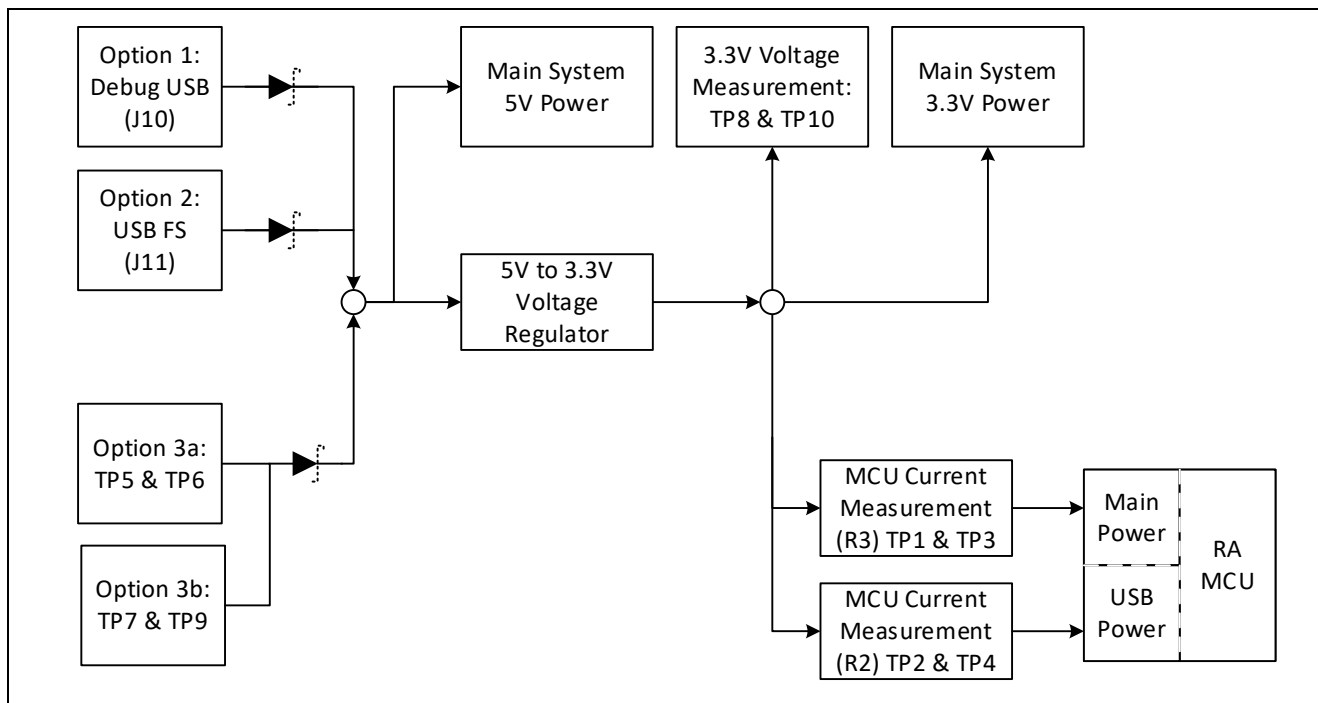 Option 1:
Debug USB
(J10)
Main System
5V Power
3.3V Voltage
Measurement:
TP8 & TP10
Main System
3.3V Power
Option 2:
USB FS
(J11)
5V to 3.3V
Voltage
Regulator
Option 3a:
TP5 & TP6
Option 3b:
TP7 & TP9
MCU Current
Measurement
(R3) TP1 & TP3
MCU Current
Measurement
(R2) TP2 & TP4
Main
Power
USB
Power
RA
MCU